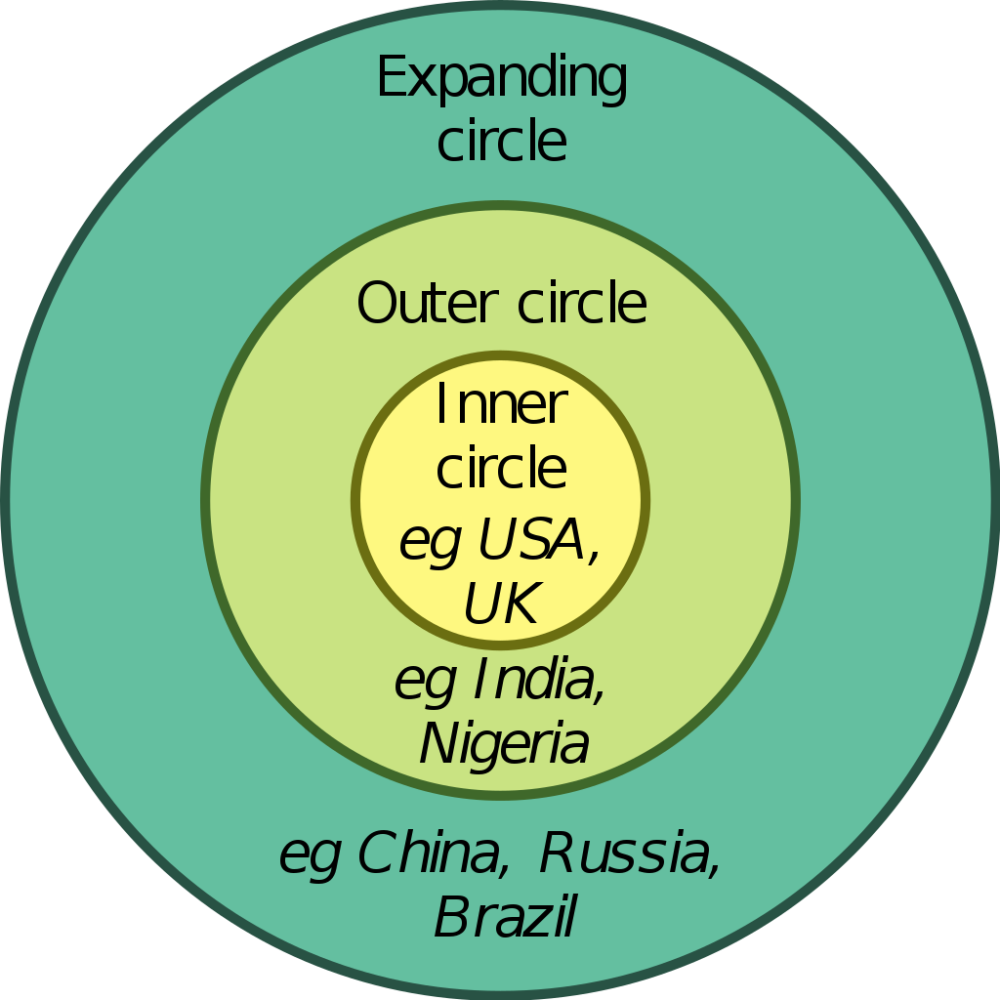 Expanding
circle
Outer circle
Inner
circle
eg USA,
UK
eg India,
Nigeria
eg China, Russia,
Brazil